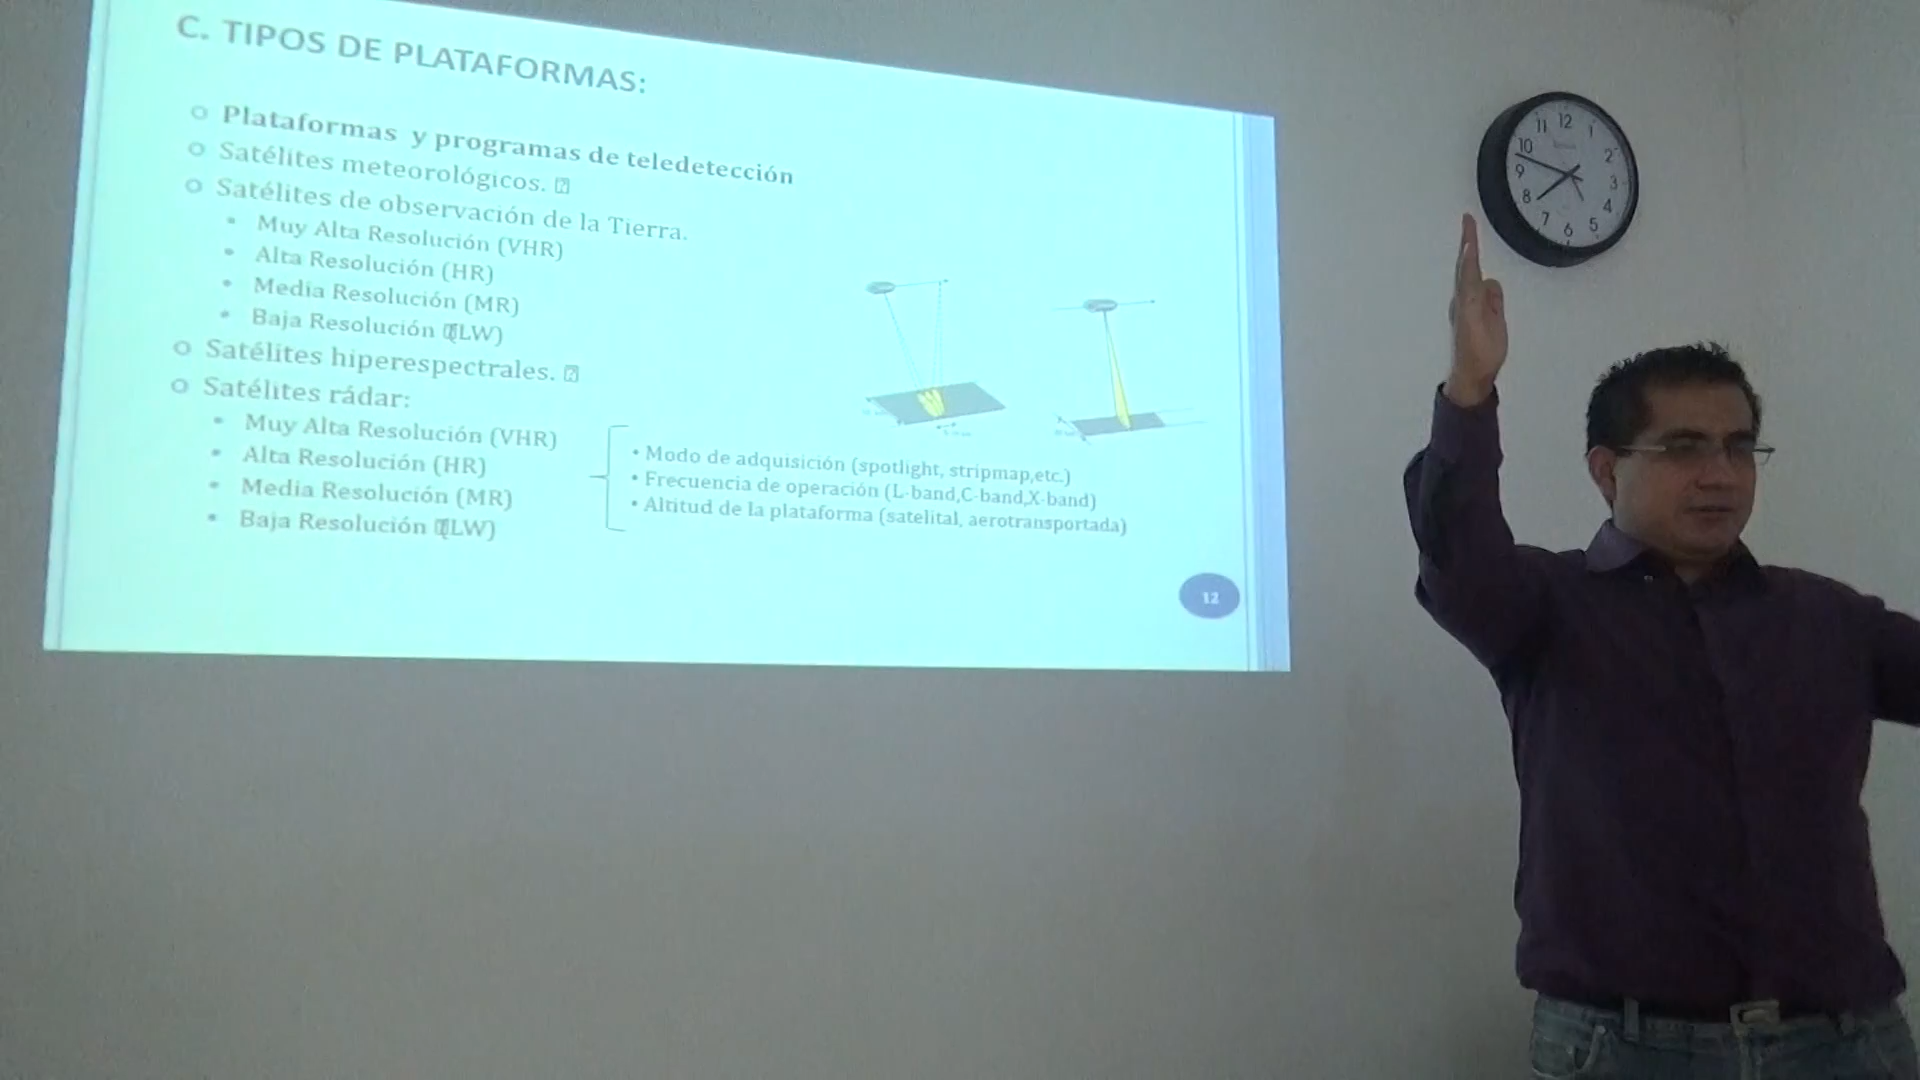 C. TIPOS DE PLATAFORMAS:
Plataformas y programas de teledetección
Satélites meteorológicos.
Satélites de observación de la Tierra.
Muy Alta Resolución (VHR)
Alta Resolución (HR)
Media Resolución (MR)
Baja Resolución (LW)
Satélites hiperespectrales.
Satélites rádar:
Muy Alta Resolución (VHR)
Alta Resolución (HR)
Media Resolución (MR)
Baja Resolución (LW)
• Modo de adquisición (spotlight, stripmap,etc.)
• Frecuencia de operación (L-band,C-band,X-band)
• Altitud de la plataforma (satelital, aerotransportada)
12
12
1
2
3
4
5
6
7
8
9
10
11